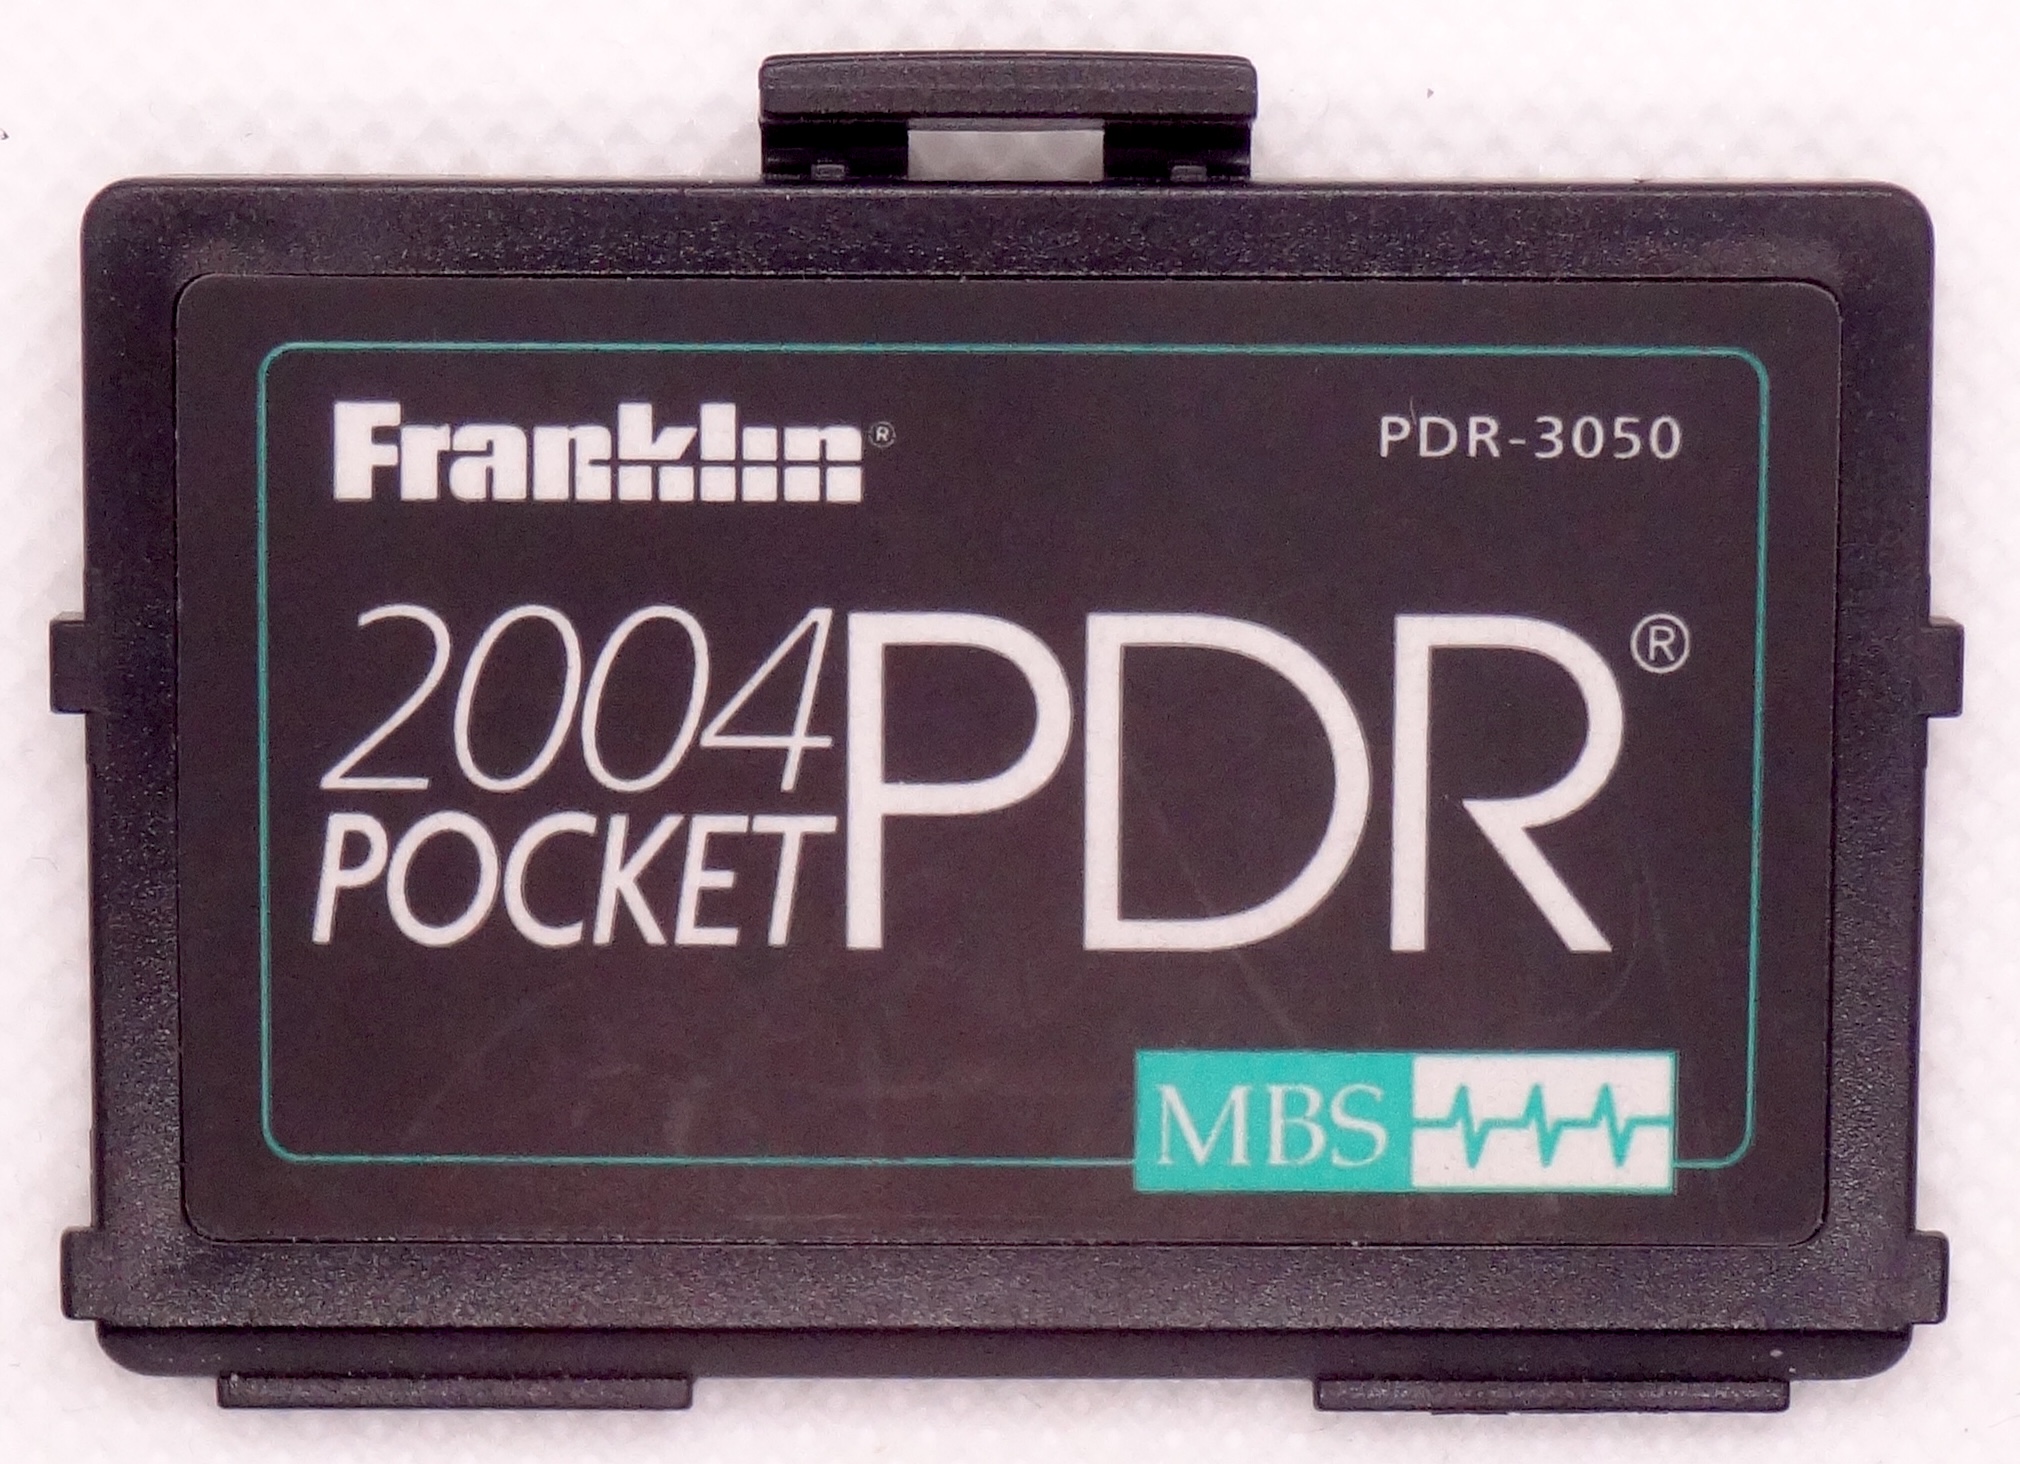 Franklin® PDR-3050
2004
POCKET PDR®
MBS